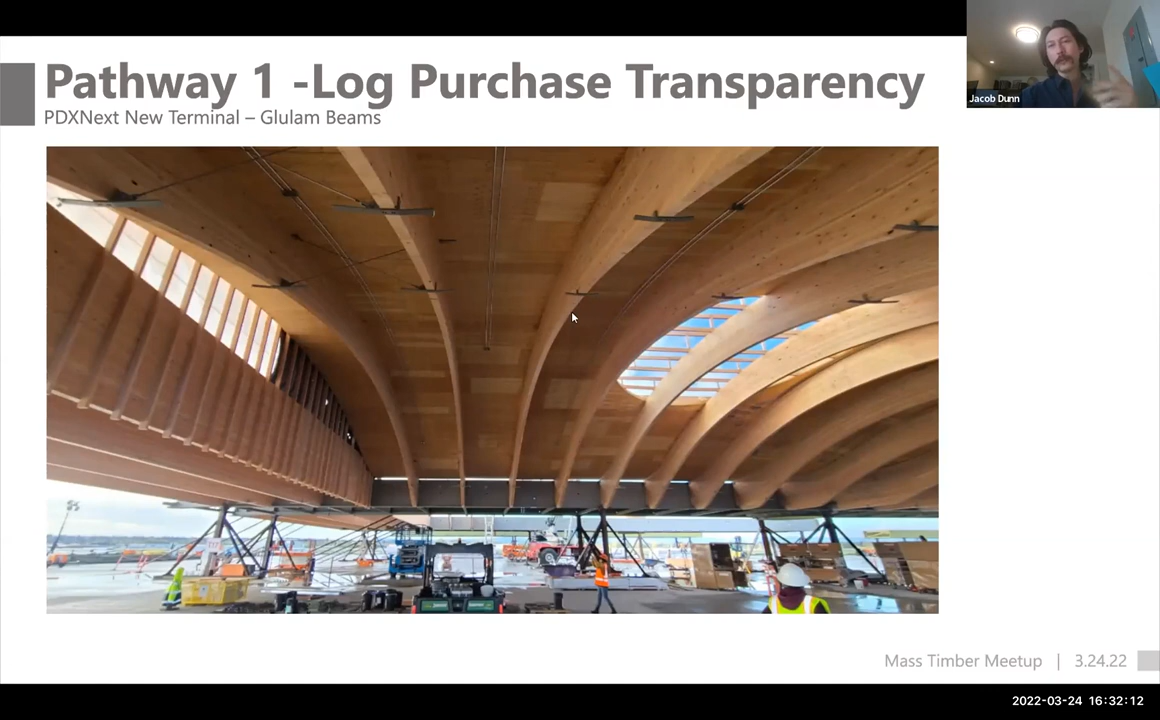 Pathway 1 -Log Purchase Transparency
PDXNext New Terminal – Glulam Beams
Jacob Dunn
Mass Timber Meetup | 3.24.22
2022-03-24 16:32:12